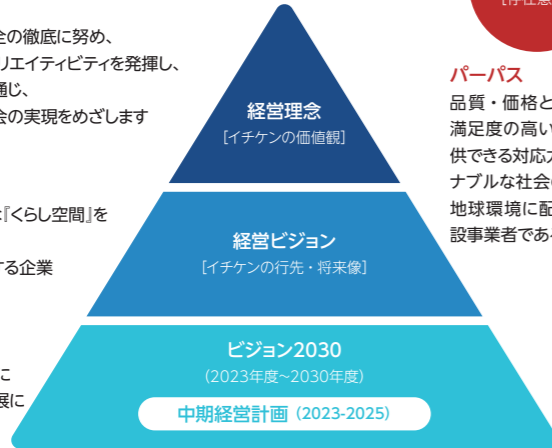 全の徹底に努め、
リエイティビティを発揮し、
通じ、
会の実現をめざします
『くらし空間』を
する企業
に
展に
経営理念
[イチケンの価値観]
経営ビジョン
[イチケンの行先・将来像]
ビジョン2030
(2023年度~2030年度)
中期経営計画 (2023-2025)
パーパス
品質・価格と
満足度の高い
供できる対応
ナブルな社会
地球環境に配
設事業者であ